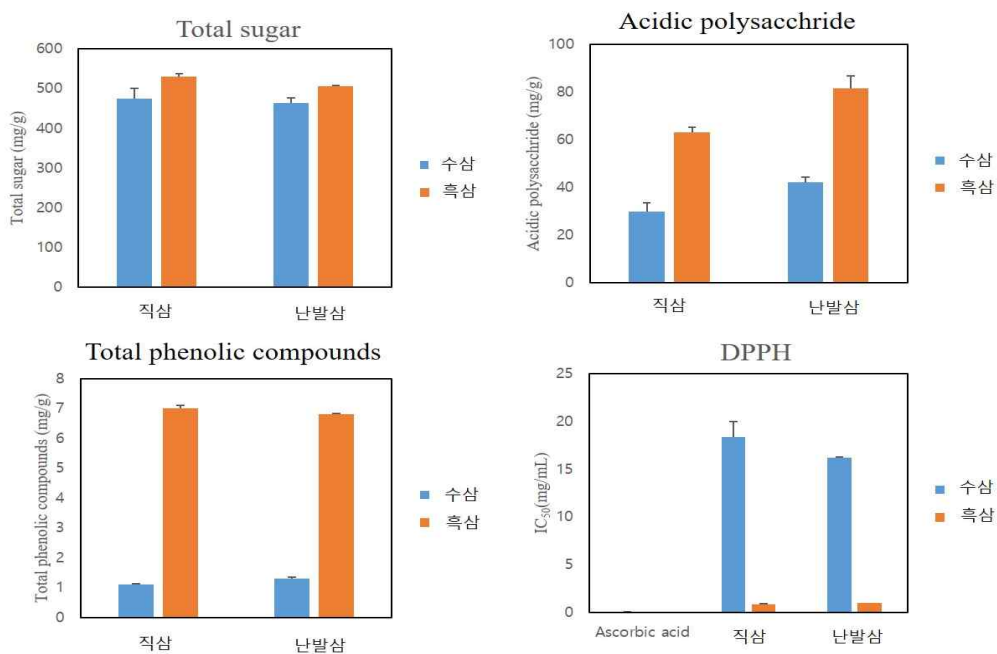 Total sugar
600
500
400
300
200
100
0
Total sugar (mg/g)
직삼
난발삼
수삼
흑삼
Acidic polysacchride
100
80
60
40
20
0
Acidic polysacchride (mg/g)
직삼
난발삼
수삼
흑삼
Total phenolic compounds
8
7
6
5
4
3
2
1
0
Total phenolic compounds (mg/g)
직삼
난발삼
수삼
흑삼
DPPH
25
20
15
10
5
0
IC₅₀(mg/mL)
Ascorbic acid
직삼
난발삼
수삼
흑삼